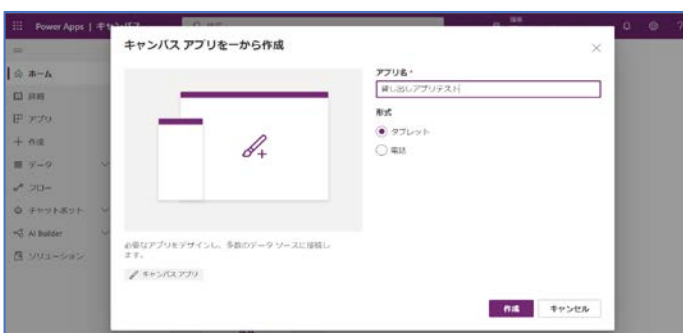 Power Apps | キャンバス
検索
環境
ホーム
詳細
アプリ
作成
データ
フロー
チャットボット
AI Builder
ソリューション
キャンバス アプリを一から作成
アプリ名 *
貸し出しアプリテスト
形式
タブレット
電話
必要なアプリをデザインし、多数のデータ ソースに接続し
ます。
キャンバス アプリ
作成
キャンセル